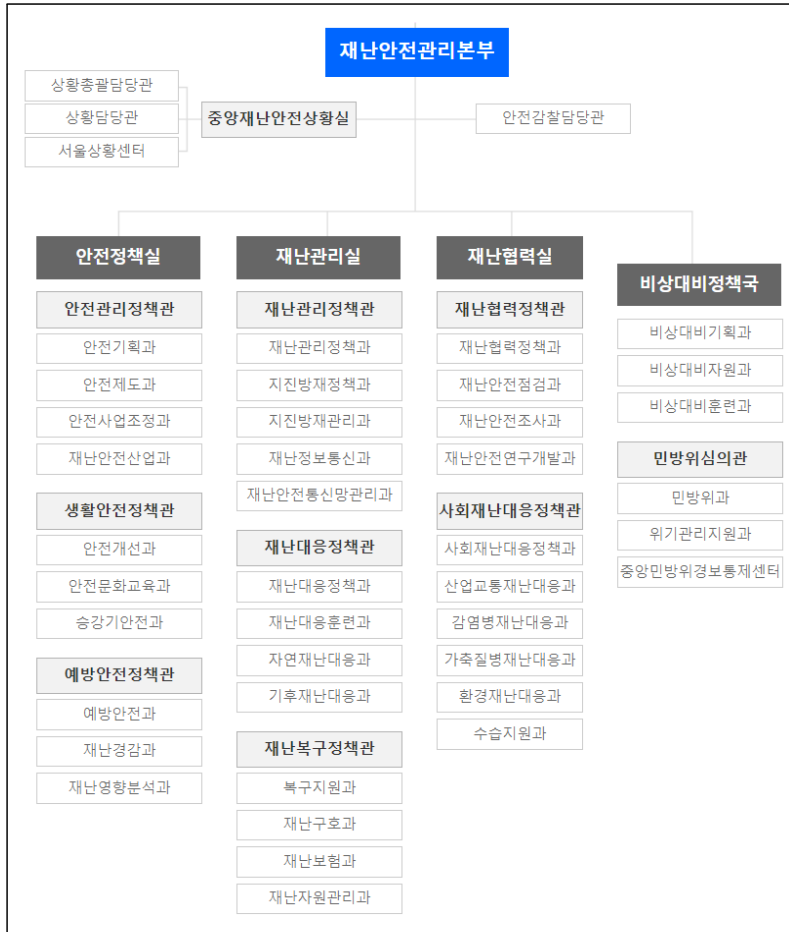 재난안전관리본부
상황총괄담당관
상황담당관
서울상황센터
중앙재난안전상황실
안전감찰담당관
안전정책실
안전관리정책관
안전기획과
안전제도과
안전사업조정과
재난안전산업과
생활안전정책관
안전개선과
안전문화교육과
승강기안전과
예방안전정책관
예방안전과
재난경감과
재난영향분석과
재난관리실
재난관리정책관
재난관리정책과
지진방재정책과
지진방재관리과
재난정보통신과
재난안전통신망관리과
재난대응정책관
재난대응정책과
재난대응훈련과
자연재난대응과
기후재난대응과
재난복구정책관
복구지원과
재난구호과
재난보험과
재난자원관리과
재난협력실
재난협력정책관
재난협력정책과
재난안전점검과
재난안전조사과
재난안전연구개발과
사회재난대응정책관
사회재난대응정책과
산업교통재난대응과
감염병재난대응과
가축질병재난대응과
환경재난대응과
수습지원과
비상대비정책국
비상대비기획과
비상대비자원과
비상대비훈련과
민방위심의관
민방위과
위기관리지원과
중앙민방위경보통제센터